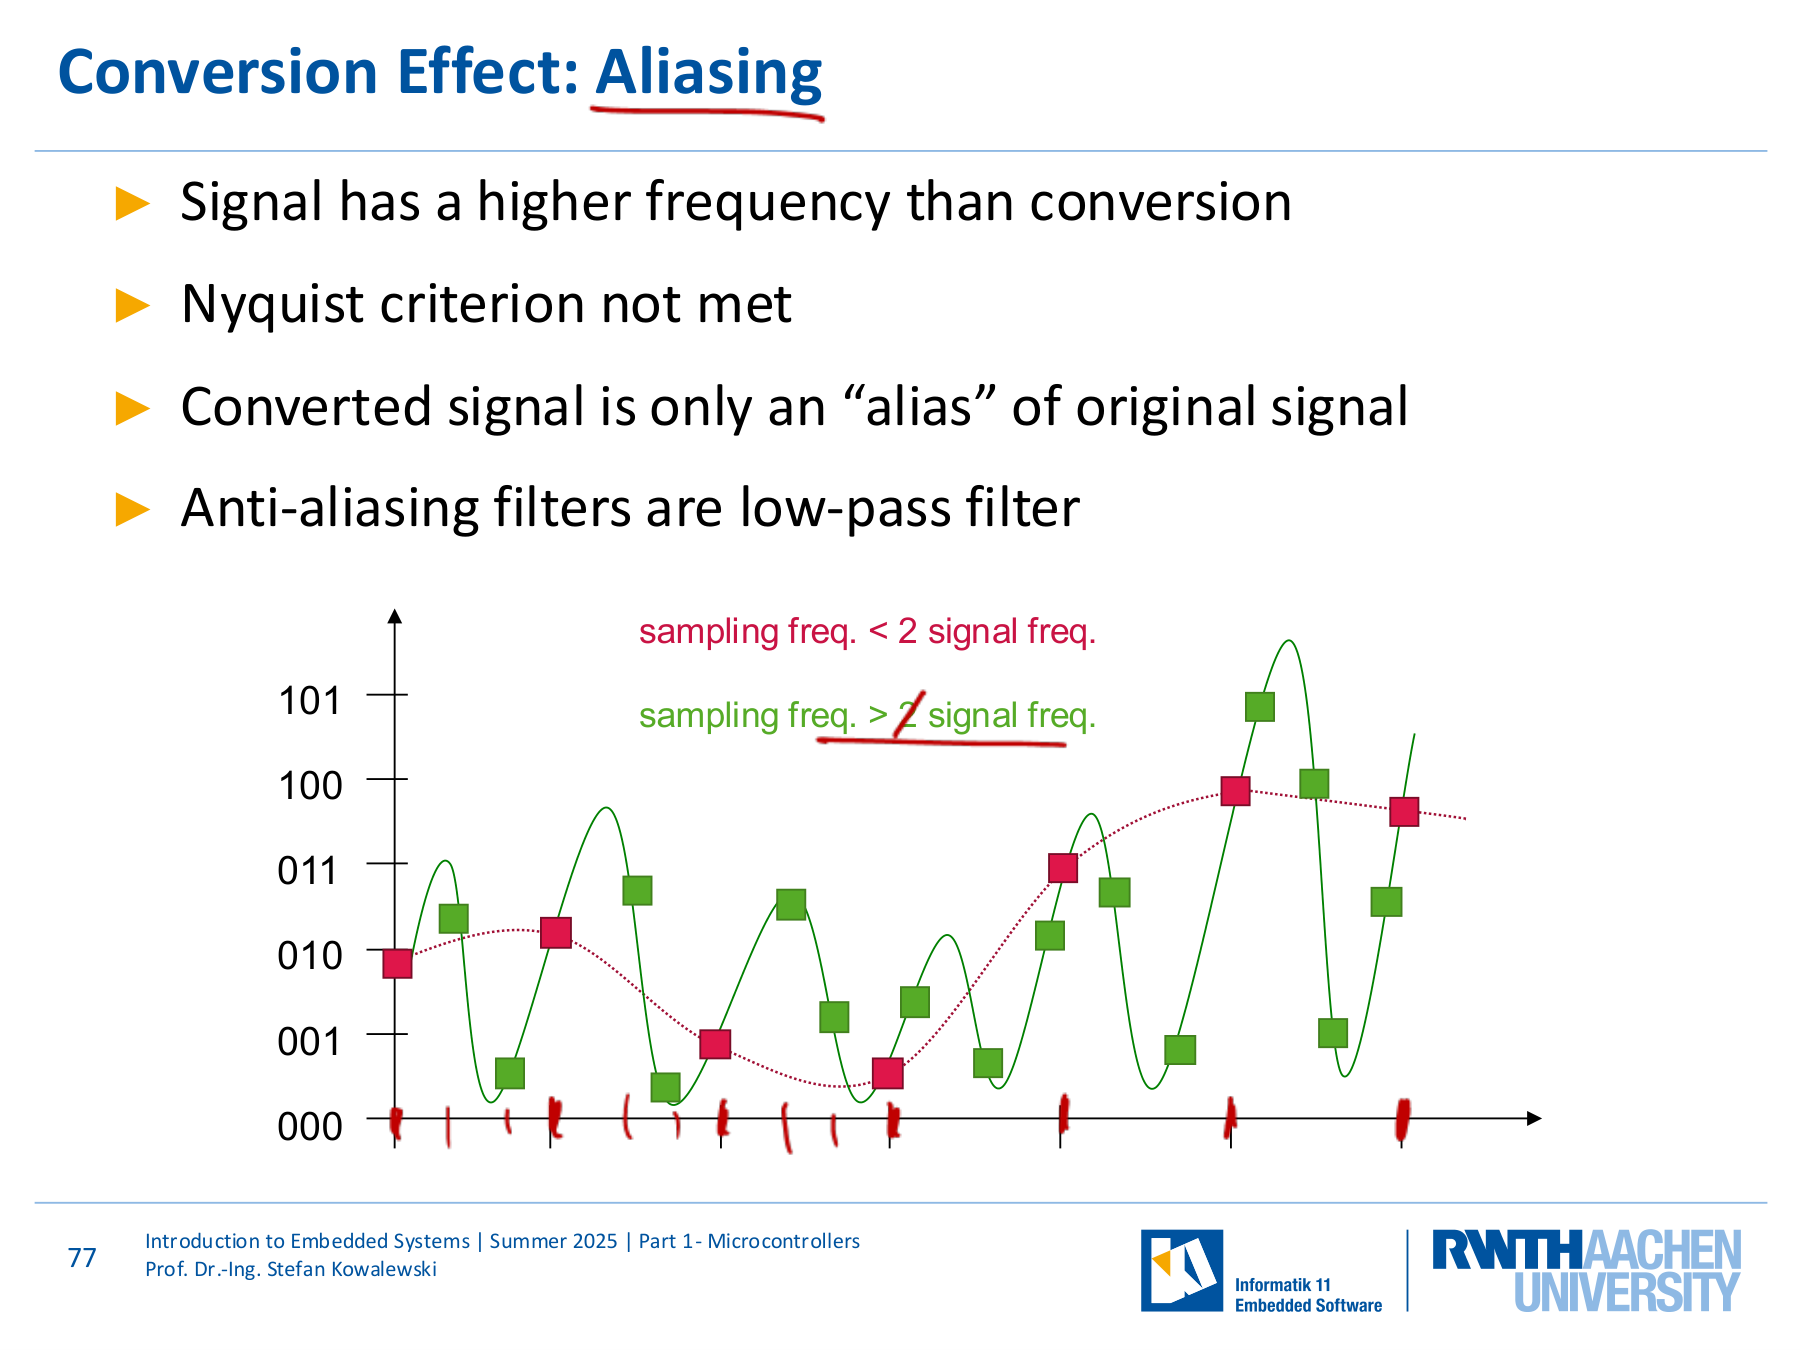 Conversion Effect: Aliasing
Signal has a higher frequency than conversion
Nyquist criterion not met
Converted signal is only an “alias” of original signal
Anti-aliasing filters are low-pass filter
sampling freq. < 2 signal freq.
sampling freq. > 2 signal freq.
101
100
011
010
001
000
77
Introduction to Embedded Systems | Summer 2025 | Part 1- Microcontrollers
Prof. Dr.-Ing. Stefan Kowalewski
Informatik 11
Embedded Software
RWTHAACHEN
UNIVERSITY